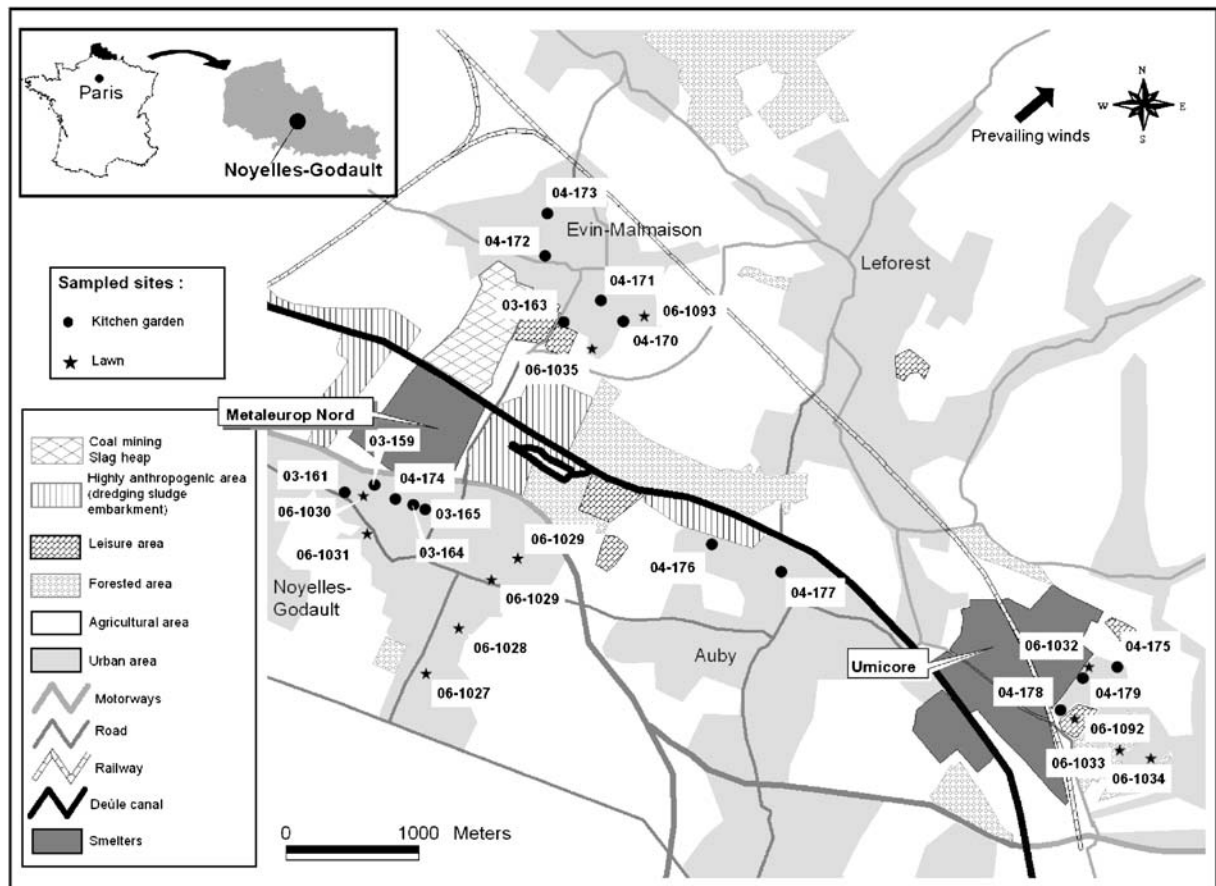 Paris
Noyelles-Godault
Prevailing winds
N
W
E
S
Sampled sites :
Kitchen garden
Lawn
Coal mining
Slag heap
Highly anthropogenic area
(dredging sludge
embarkment)
Leisure area
Forested area
Agricultural area
Urban area
Motorways
Road
Railway
Deûle canal
Smelters
04-173
Evin-Malmaison
04-172
04-171
Leforest
03-163
06-1093
04-170
06-1035
Metaleurop Nord
03-159
03-161
04-174
06-1030
03-165
06-1031
03-164
06-1029
04-176
04-177
Noyelles-
Godault
06-1029
06-1028
Auby
06-1032
04-175
Umicore
06-1027
04-178
04-179
06-1092
06-1033
06-1034
0
1000 Meters